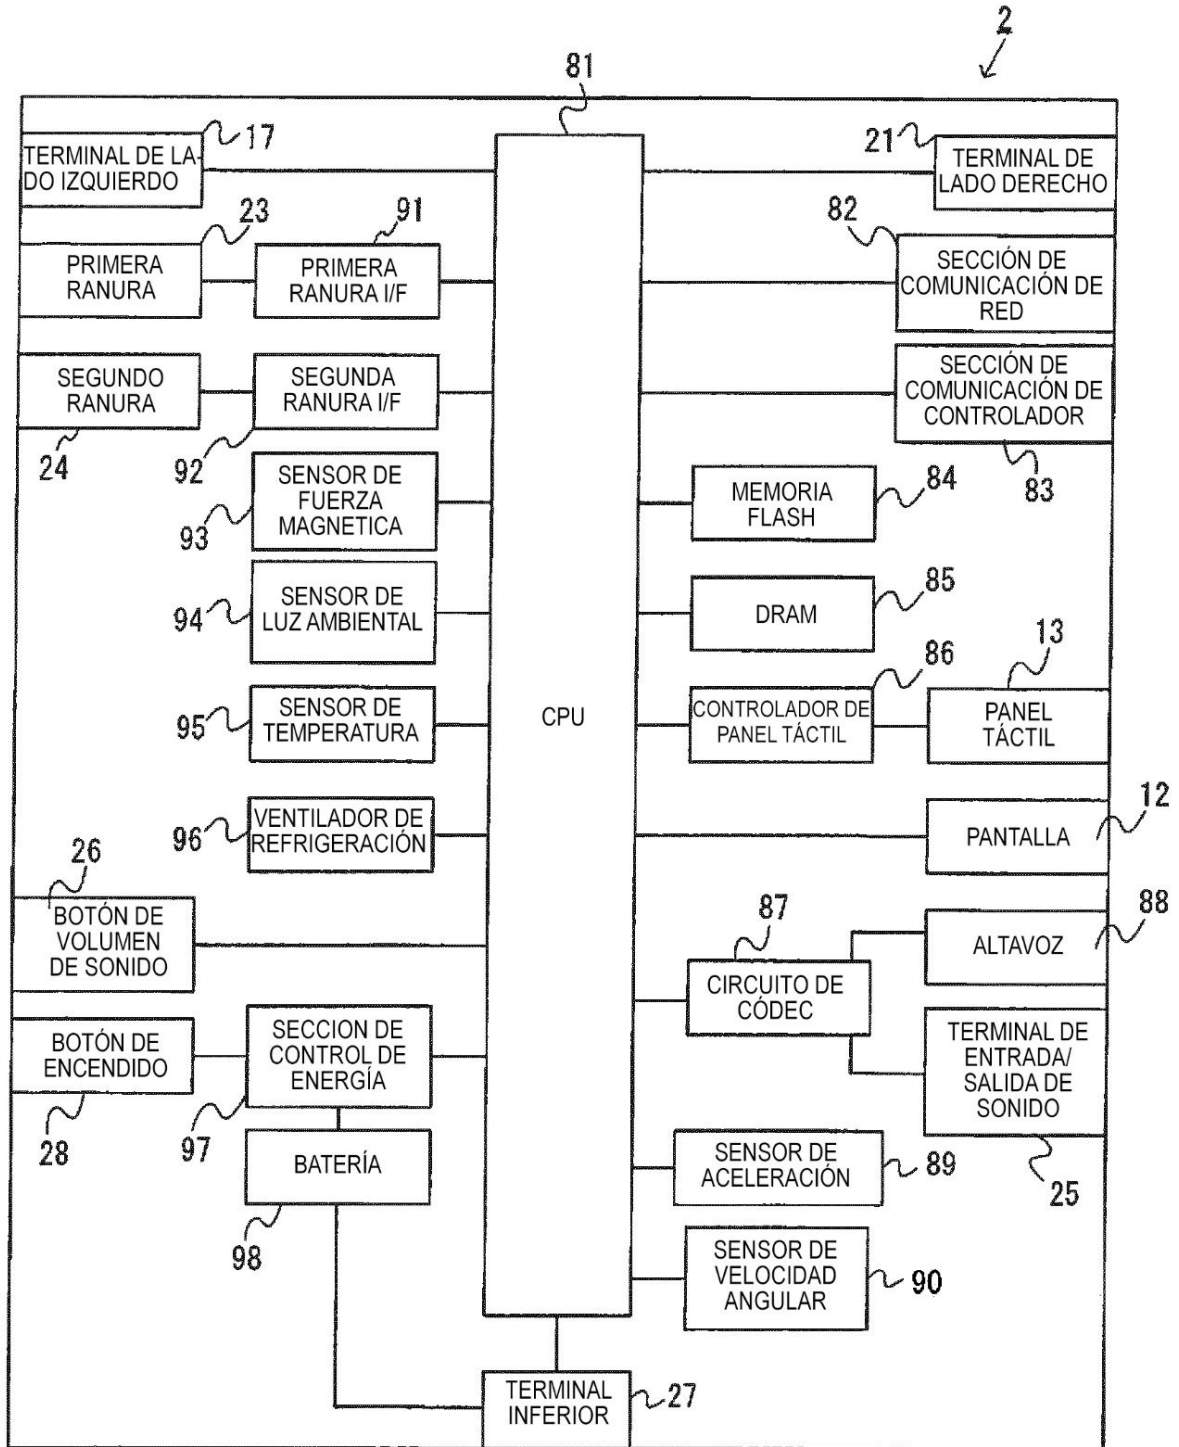 2
81
17
TERMINAL DE LA-
DO IZQUIERDO
21
TERMINAL DE
LADO DERECHO
23
PRIMERA
RANURA
91
PRIMERA
RANURA I/F
82
SECCIÓN DE
COMUNICACIÓN DE
RED
SEGUNDO
RANURA
24
SEGUNDA
RANURA I/F
92
SECCIÓN DE
COMUNICACIÓN DE
CONTROLADOR
83
SENSOR DE
FUERZA
MAGNETICA
93
MEMORIA
FLASH
84
SENSOR DE
LUZ AMBIENTAL
94
DRAM
85
SENSOR DE
TEMPERATURA
95
CPU
CONTROLADOR DE
PANEL TÁCTIL
86
PANEL
TÁCTIL
13
VENTILADOR DE
REFRIGERACIÓN
96
PANTALLA
12
26
BOTÓN DE
VOLUMEN
DE SONIDO
87
CIRCUITO DE
CÓDEC
ALTAVOZ
88
BOTÓN DE
ENCENDIDO
28
SECCION DE
CONTROL DE
ENERGÍA
97
TERMINAL DE
ENTRADA/
SALIDA DE
SONIDO
25
BATERÍA
98
SENSOR DE
ACELERACIÓN
89
SENSOR DE
VELOCIDAD
ANGULAR
90
TERMINAL
INFERIOR
27